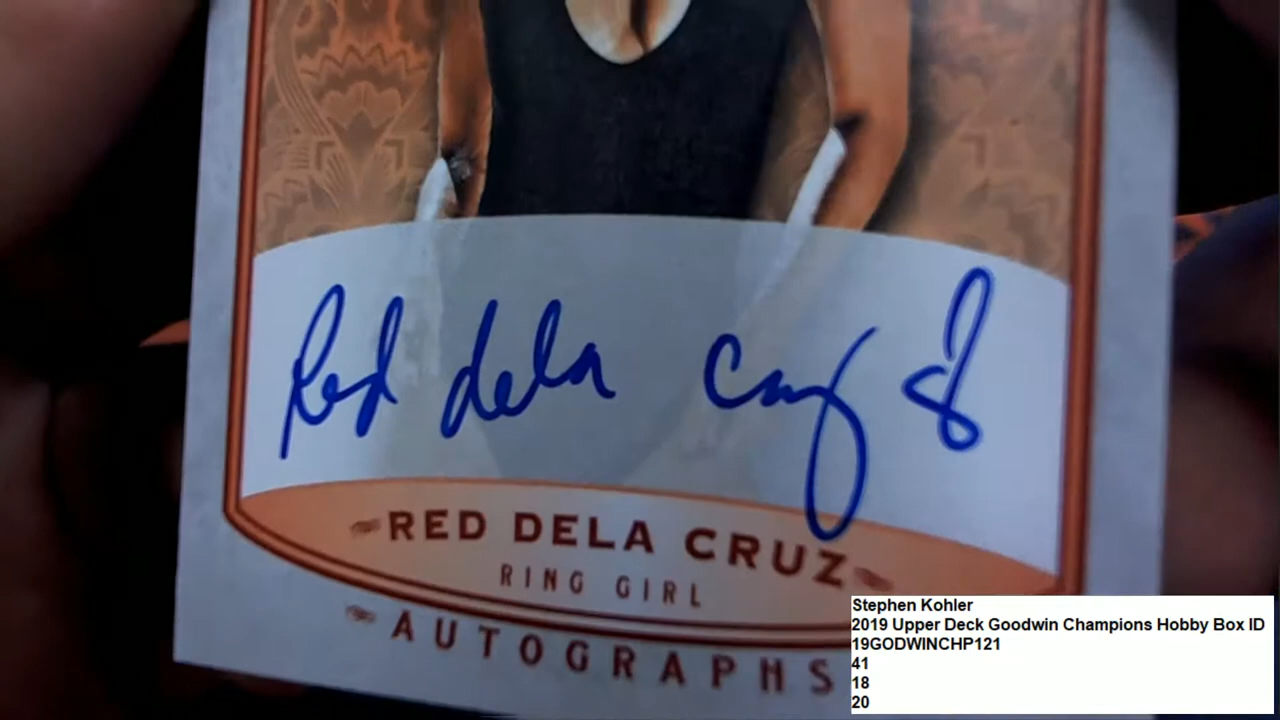 Red dela Cruz
RED DELA CRUZ
RING GIRL
AUTOGRAPHS
Stephen Kohler
2019 Upper Deck Goodwin Champions Hobby Box ID
19GODWINCHP121
41
18
20